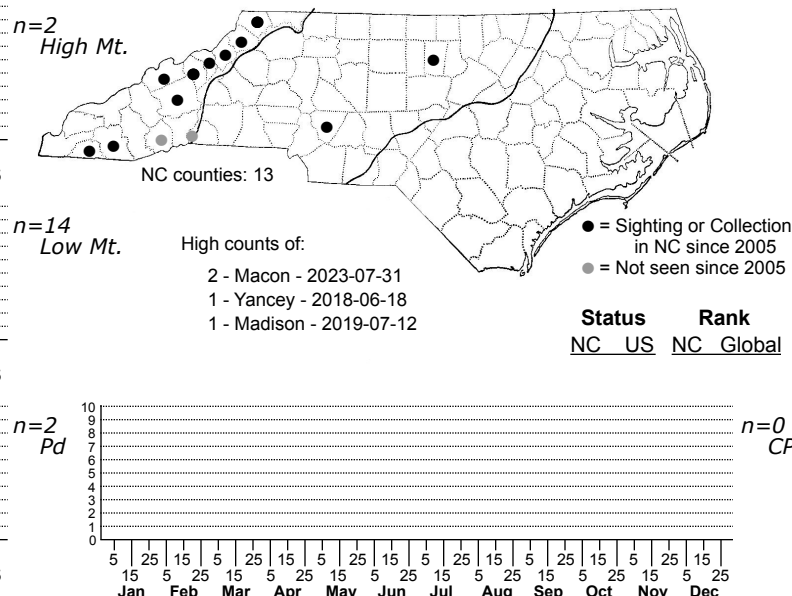 n=2
High Mt.
NC counties: 13
n=14
Low Mt.
High counts of:
2 - Macon - 2023-07-31
1 - Yancey - 2018-06-18
1 - Madison - 2019-07-12
● = Sighting or Collection
in NC since 2005
● = Not seen since 2005
Status Rank
NC US NC Global
n=2
Pd
n=0
CP
10
9
8
7
6
5
4
3
2
1
0
5 25 15 5 25 15 5 25 15 5 25 15 5 25 15 5 25 15
15 5 25 15 5 25 15 5 25 15 5 25 15 5 25 15 5 25
Jan Feb Mar Apr May Jun Jul Aug Sep Oct Nov Dec